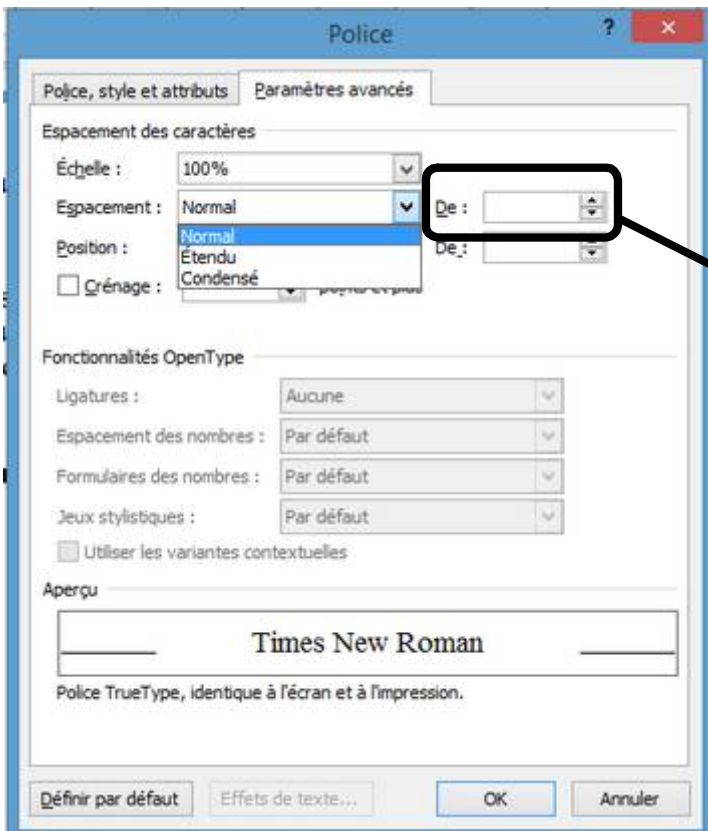 Police ?
Police, style et attributs Paramètres avancés
Espacement des caractères
Échelle : 100%
Espacement : Normal De :
Position : Normal De :
Étendu
Crénage : Condensé points et plus
Fonctionnalités OpenType
Ligatures : Aucune
Espacement des nombres : Par défaut
Formulaires des nombres : Par défaut
Jeux stylistiques : Par défaut
Utiliser les variantes contextuelles
Aperçu
Times New Roman
Police TrueType, identique à l'écran et à l'impression.
Définir par défaut Effets de texte... OK Annuler